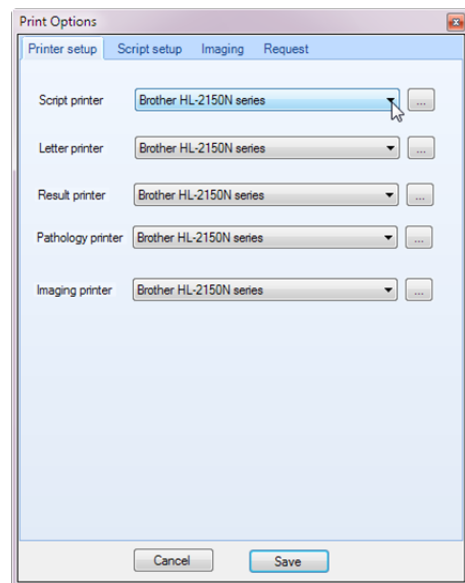 Print Options
Printer setup Script setup Imaging Request
Script printer Brother HL-2150N series ...
Letter printer Brother HL-2150N series ...
Result printer Brother HL-2150N series ...
Pathology printer Brother HL-2150N series ...
Imaging printer Brother HL-2150N series ...
Cancel Save